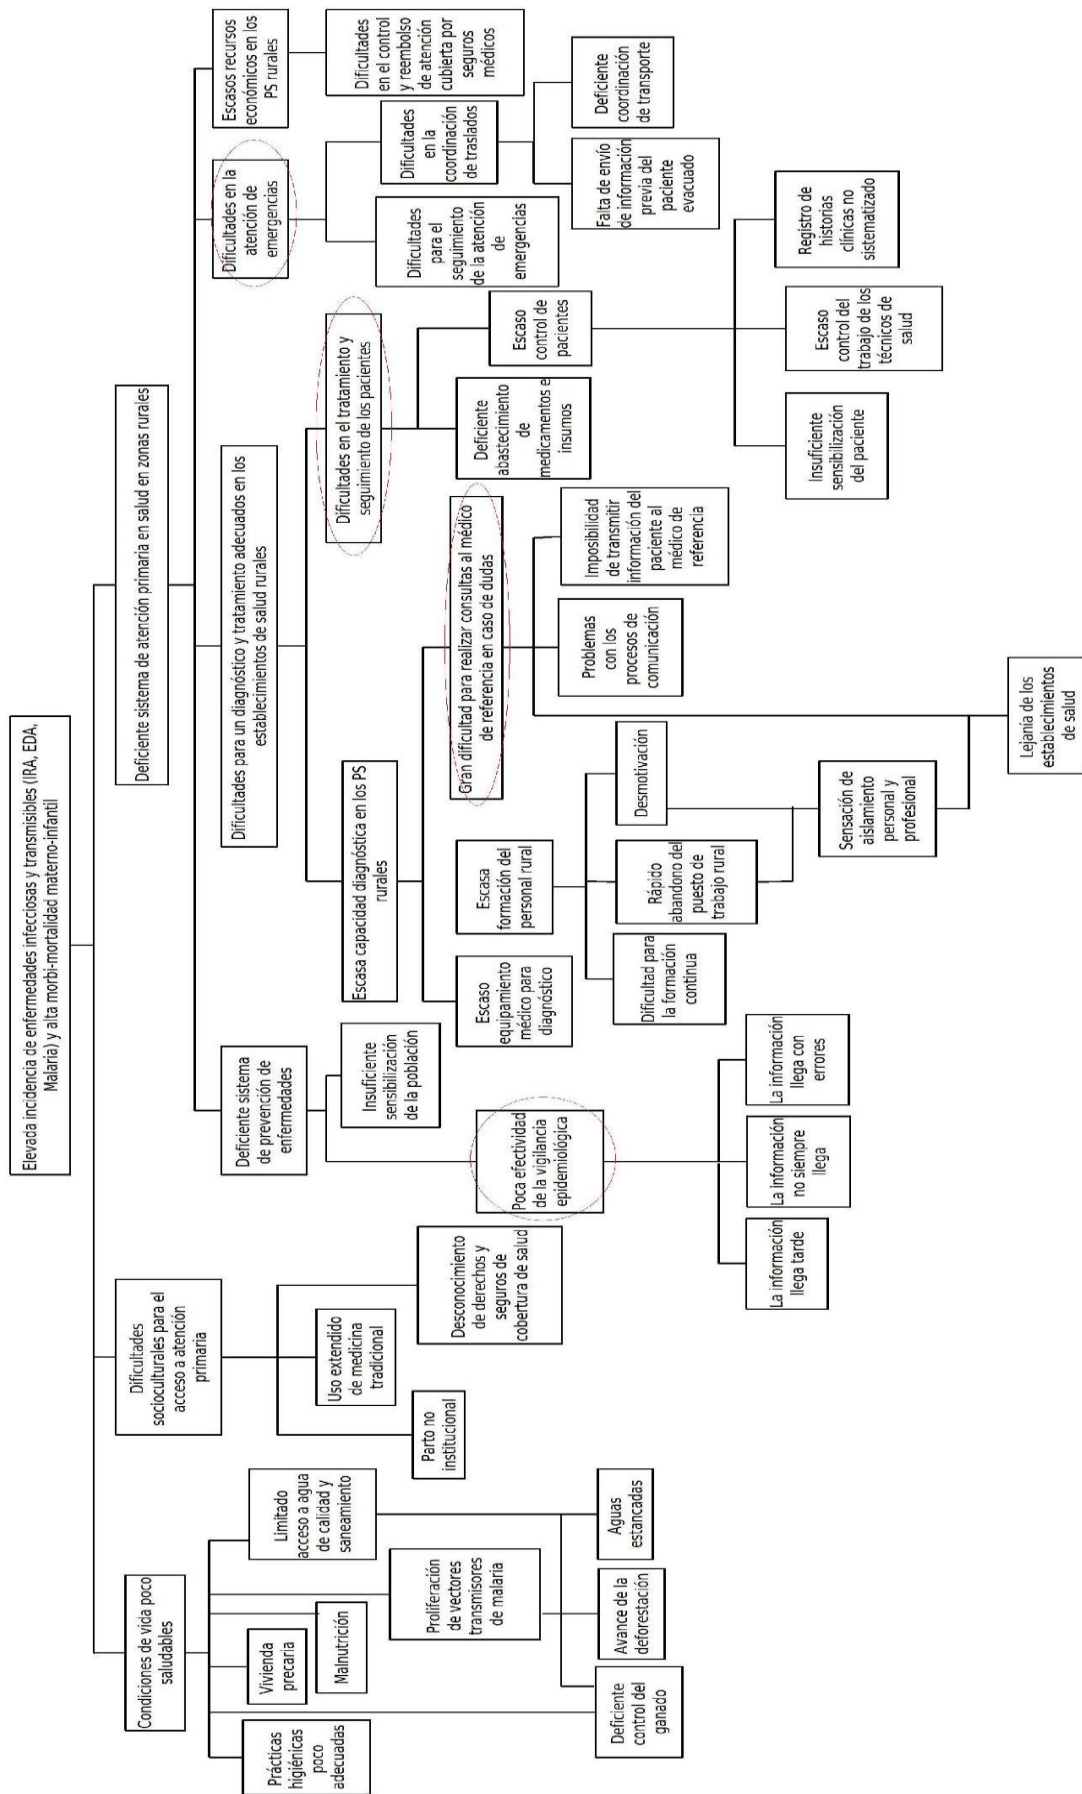 Elevada incidencia de enfermedades infecciosas y transmisibles (IRA, EDA,
Malaria) y alta morbi-mortalidad materno-infantil
Condiciones de vida poco
saludables
Dificultades
socioculturales para el
acceso a atención
primaria
Deficiente sistema de atención primaria en salud en zonas rurales
Prácticas
higiénicas
poco
adecuadas
Vivienda
precaria
Malnutrición
Limitado
acceso a agua
de calidad y
saneamiento
Proliferación
de vectores
transmisores
de malaria
Deficiente
control del
ganado
Avance de la
deforestación
Aguas
estancadas
Parto no
institucional
Uso extendido
de medicina
tradicional
Desconocimiento
de derechos y
seguros de
cobertura de salud
Deficiente sistema
de prevención de
enfermedades
Dificultades para un diagnóstico y tratamiento adecuados en los
establecimientos de salud rurales
Dificultades en la
atención de
emergencias
Escasos recursos
económicos en los
PS rurales
Poca efectividad
de la vigilancia
epidemiológica
Insuficiente
sensibilización
de la población
La información
llega tarde
La información
no siempre
llega
La información
llega con
errores
Escasa capacidad diagnóstica en los PS
rurales
Dificultades en el tratamiento y
seguimiento de los pacientes
Escaso
equipamiento
médico para
diagnóstico
Escasa
formación del
personal rural
Gran dificultad para realizar consultas al médico
de referencia en caso de dudas
Dificultad para
la formación
continua
Rápido
abandono del
puesto de
trabajo rural
Desmotivación
Problemas
con los
procesos de
comunicación
Imposibilidad
de transmitir
información del
paciente al
médico de
referencia
Sensación de
aislamiento
personal y
profesional
Lejanía de los
establecimientos
de salud
Deficiente
abastecimiento
de
medicamentos e
insumos
Escaso
control de
pacientes
Insuficiente
sensibilización
del paciente
Escaso
control del
trabajo de los
técnicos de
salud
Registro de
historias
clínicas no
sistematizado
Dificultades
para el
seguimiento
de la atención
de
emergencias
Dificultades
en la
coordinación
de traslados
Dificultades
en el control
y reembolso
de atención
cubierta por
seguros
médicos
Falta de envío
de información
previa del
paciente
evacuado
Deficiente
coordinación
de transporte